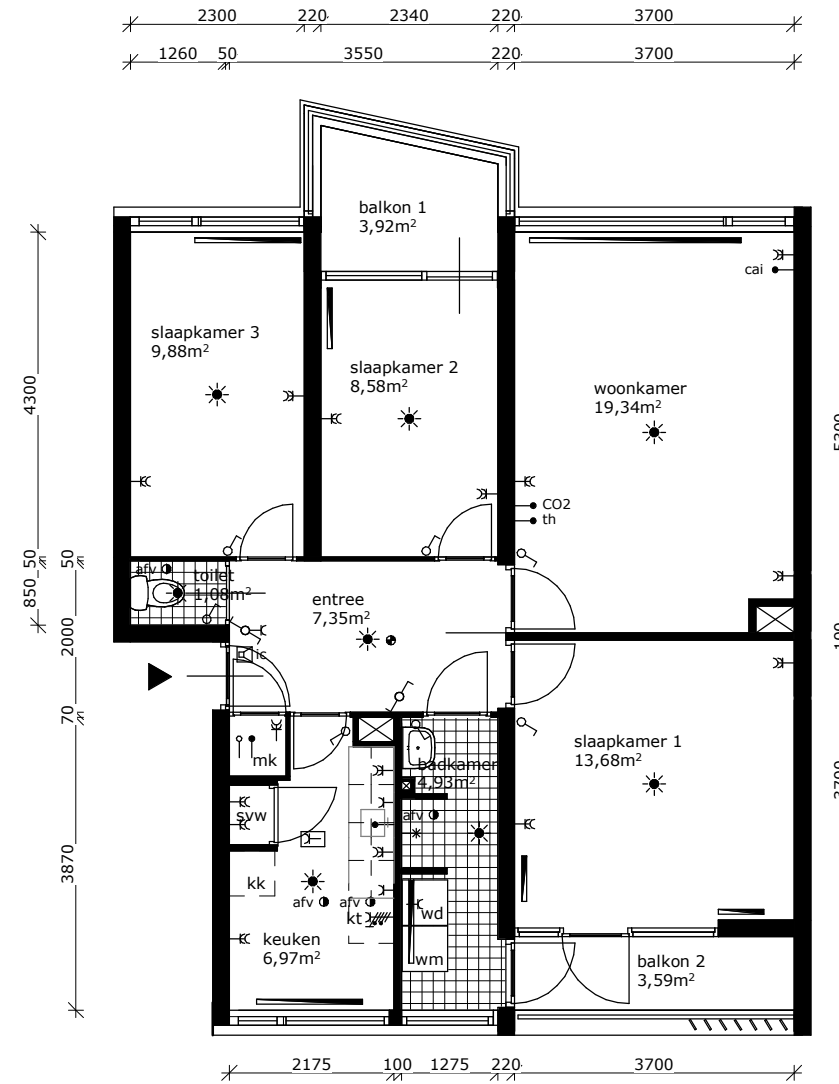 2300 220 2340 220 3700
1260 50 3550 220 3700
balkon 1
3,92m²
cai
slaapkamer 3
9,88m²
slaapkamer 2
8,58m²
woonkamer
19,34m²
4300
5300
CO2
th
50
50
afv
toilet
1,08m²
850
entree
7,35m²
ic
2000
100
70
slaapkamer 1
13,68m²
mk
badkamer
4,93m²
3700
svw
afv
kk
3870
afv
afv
kt
wd
keuken
6,97m²
wm
balkon 2
3,59m²
2175 100 1275 220 3700